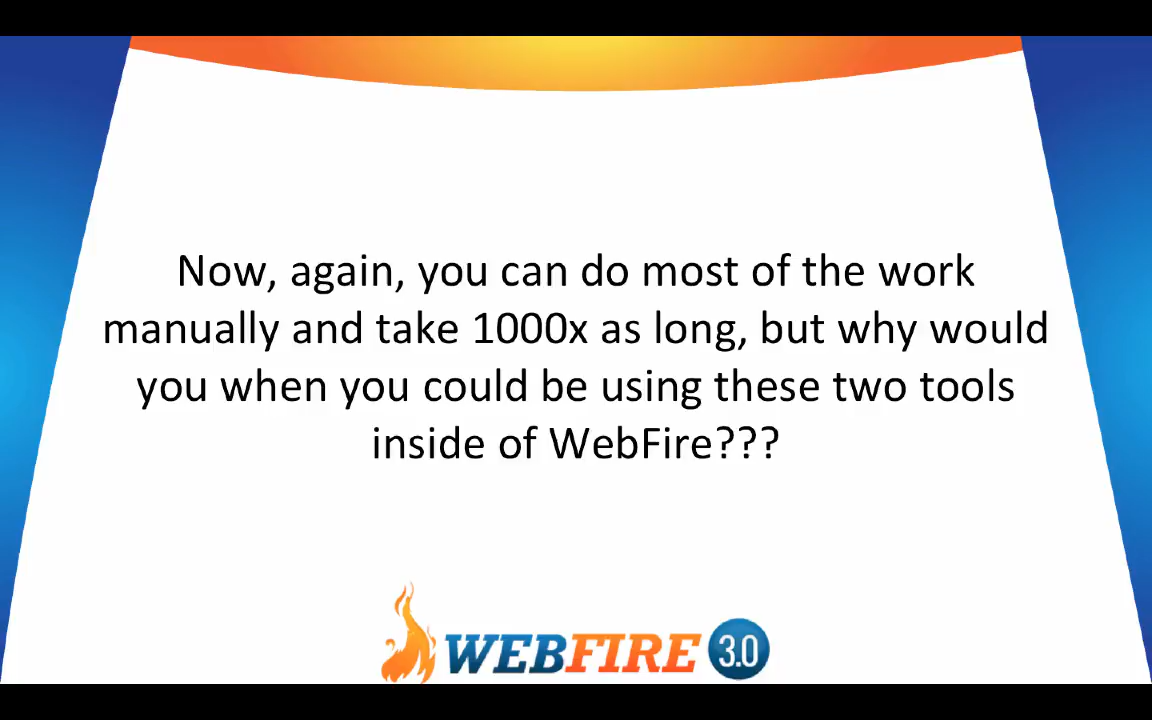 Now, again, you can do most of the work
manually and take 1000x as long, but why would
you when you could be using these two tools
inside of WebFire???
WEBFIRE 3.0